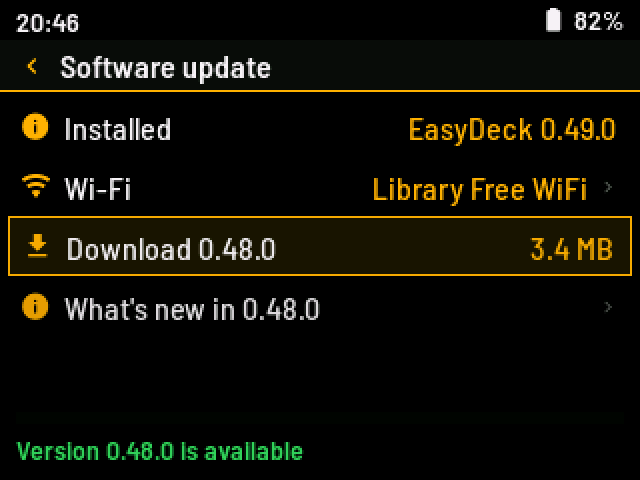 20:46 82%
Software update
Installed EasyDeck 0.49.0
Wi-Fi Library Free WiFi
Download 0.48.0 3.4 MB
What's new in 0.48.0
Version 0.48.0 is available